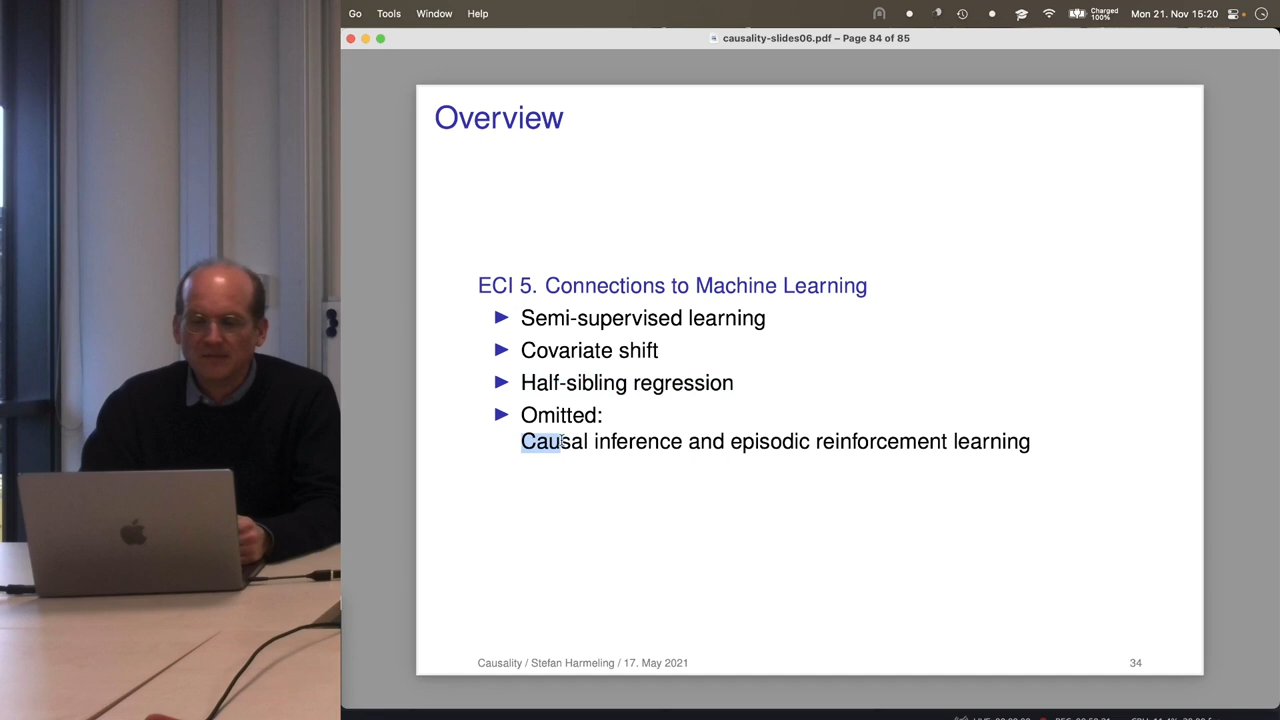 Go Tools Window Help
Charged
100%
Mon 21. Nov 15:20
causality-slides06.pdf – Page 84 of 85
Overview
ECI 5. Connections to Machine Learning
Semi-supervised learning
Covariate shift
Half-sibling regression
Omitted:
Causal inference and episodic reinforcement learning
Causality / Stefan Harmeling / 17. May 2021
34